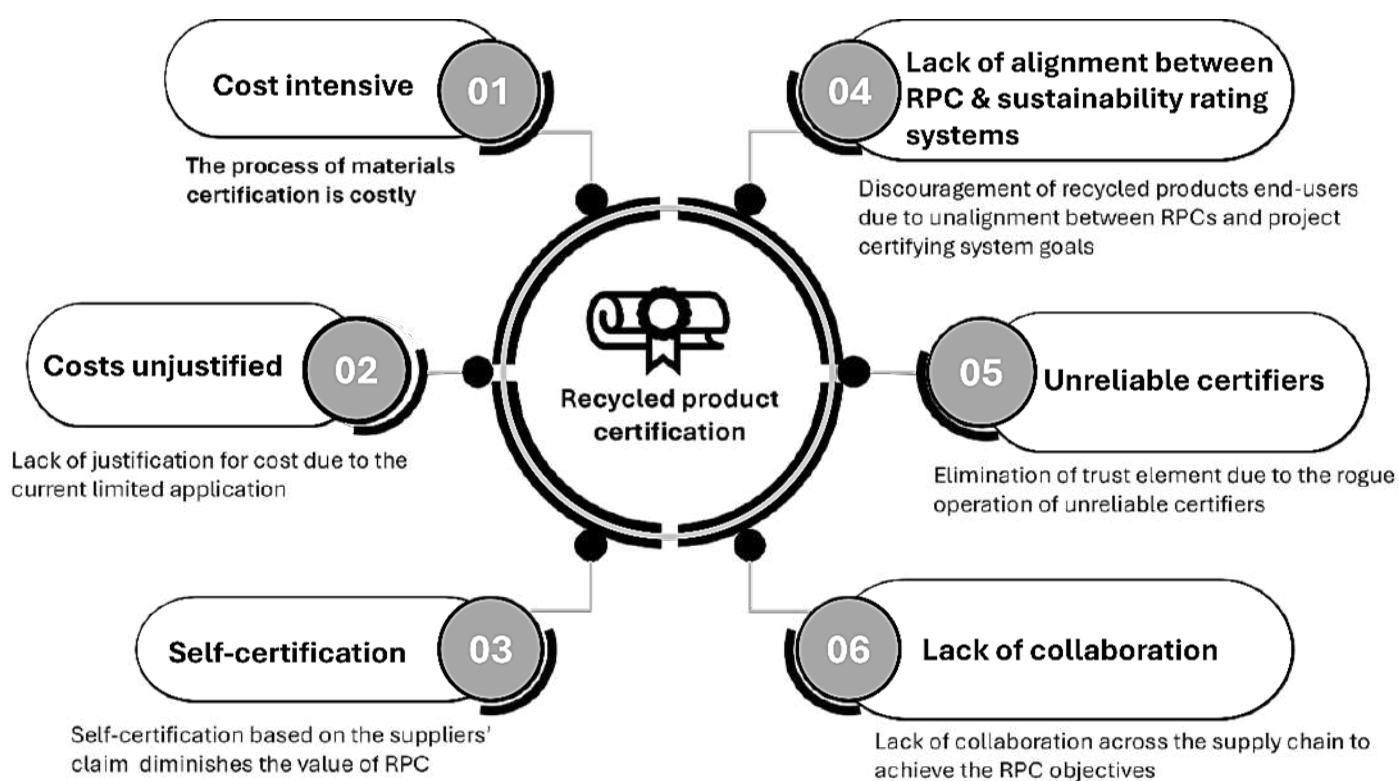 Cost intensive
01
The process of materials
certification is costly
Costs unjustified
02
Lack of justification for cost due to the
current limited application
Self-certification
03
Self-certification based on the suppliers'
claim diminishes the value of RPC
Recycled product
certification
04
Lack of alignment between
RPC & sustainability rating
systems
Discouragement of recycled products end-users
due to unalignment between RPCs and project
certifying system goals
05
Unreliable certifiers
Elimination of trust element due to the rogue
operation of unreliable certifiers
06
Lack of collaboration
Lack of collaboration across the supply chain to
achieve the RPC objectives